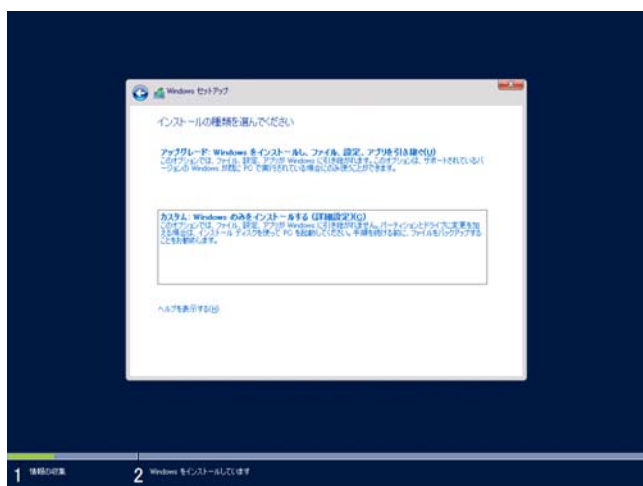 Windows セットアップ
インストールの種類を選んでください
アップグレード: Windows をインストールし、ファイル、設定、アプリを引き継ぐ(U)
このオプションでは、ファイル、設定、アプリが Windows に引き継がれます。このオプションは、サポートされているバ
ージョンの Windows が既に PC で実行されている場合にのみ使うことができます。
カスタム: Windows のみをインストールする (詳細設定)(C)
このオプションでは、ファイル、設定、アプリが Windows に引き継がれません。パーティションとドライブに変更を加
える場合は、インストール ディスクを使って PC を起動してください。手順を続ける前に、ファイルをバックアップする
ことをお勧めします。
ヘルプを表示する(H)
1 情報の収集
2 Windows をインストールしています